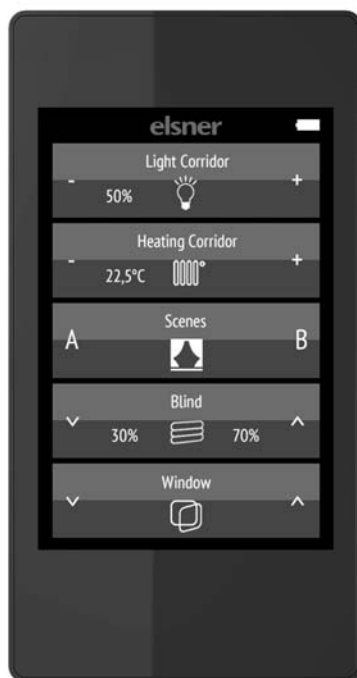 elsner
Light Corridor
- +
50%
Heating Corridor
- +
22,5°C
Scenes
A B
Blind
30% 70%
Window